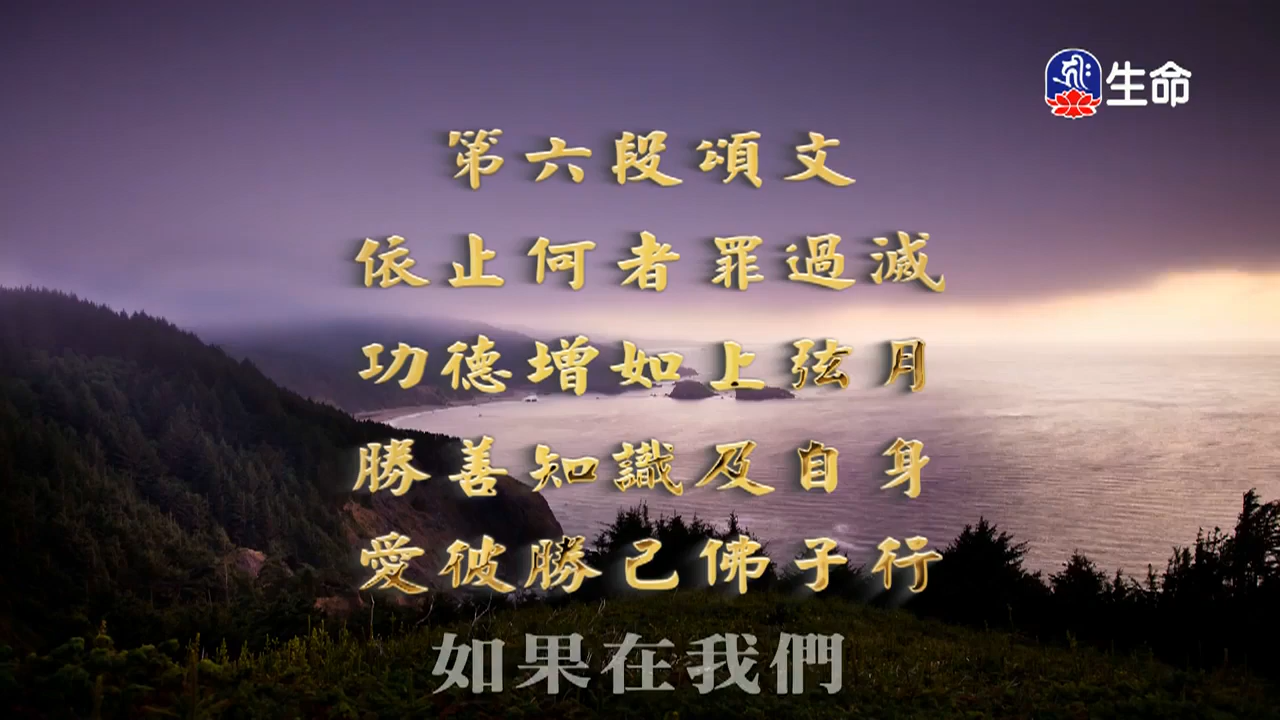 生命
第六段頌文
依止何者罪過滅
功德增如上弦月
勝善知識及自身
愛彼勝己佛子行
如果在我們